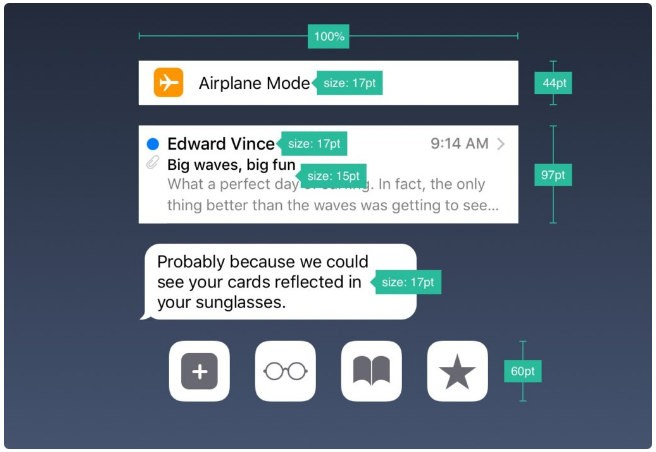 100%
Airplane Mode size: 17pt 44pt
Edward Vince size: 17pt 9:14 AM
Big waves, big fun
size: 15pt
What a perfect day of In fact, the only 97pt
thing better than the waves was getting to see...
Probably because we could
see your cards reflected in size: 17pt
your sunglasses.
60pt